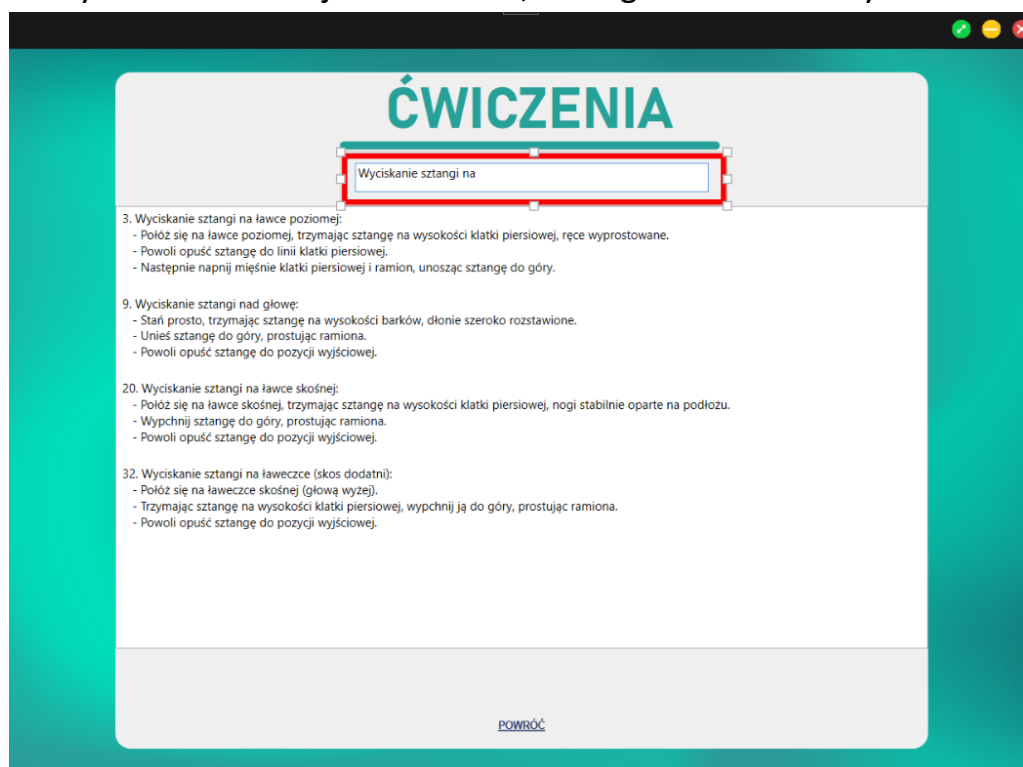 ĆWICZENIA
Wyciskanie sztangi na
3. Wyciskanie sztangi na ławce poziomej:
- Połóż się na ławce poziomej, trzymając sztangę na wysokości klatki piersiowej, ręce wyprostowane.
- Powoli opuść sztangę do linii klatki piersiowej.
- Następnie napnij mięśnie klatki piersiowej i ramion, unosząc sztangę do góry.
9. Wyciskanie sztangi nad głowę:
- Stań prosto, trzymając sztangę na wysokości barków, dłonie szeroko rozstawione.
- Unieś sztangę do góry, prostując ramiona.
- Powoli opuść sztangę do pozycji wyjściowej.
20. Wyciskanie sztangi na ławce skośnej:
- Połóż się na ławce skośnej, trzymając sztangę na wysokości klatki piersiowej, nogi stabilnie oparte na podłożu.
- Wypchnij sztangę do góry, prostując ramiona.
- Powoli opuść sztangę do pozycji wyjściowej.
32. Wyciskanie sztangi na ławeczce (skos dodatni):
- Połóż się na ławeczce skośnej (głową wyżej).
- Trzymając sztangę na wysokości klatki piersiowej, wypchnij ją do góry, prostując ramiona.
- Powoli opuść sztangę do pozycji wyjściowej.
POWRÓĆ